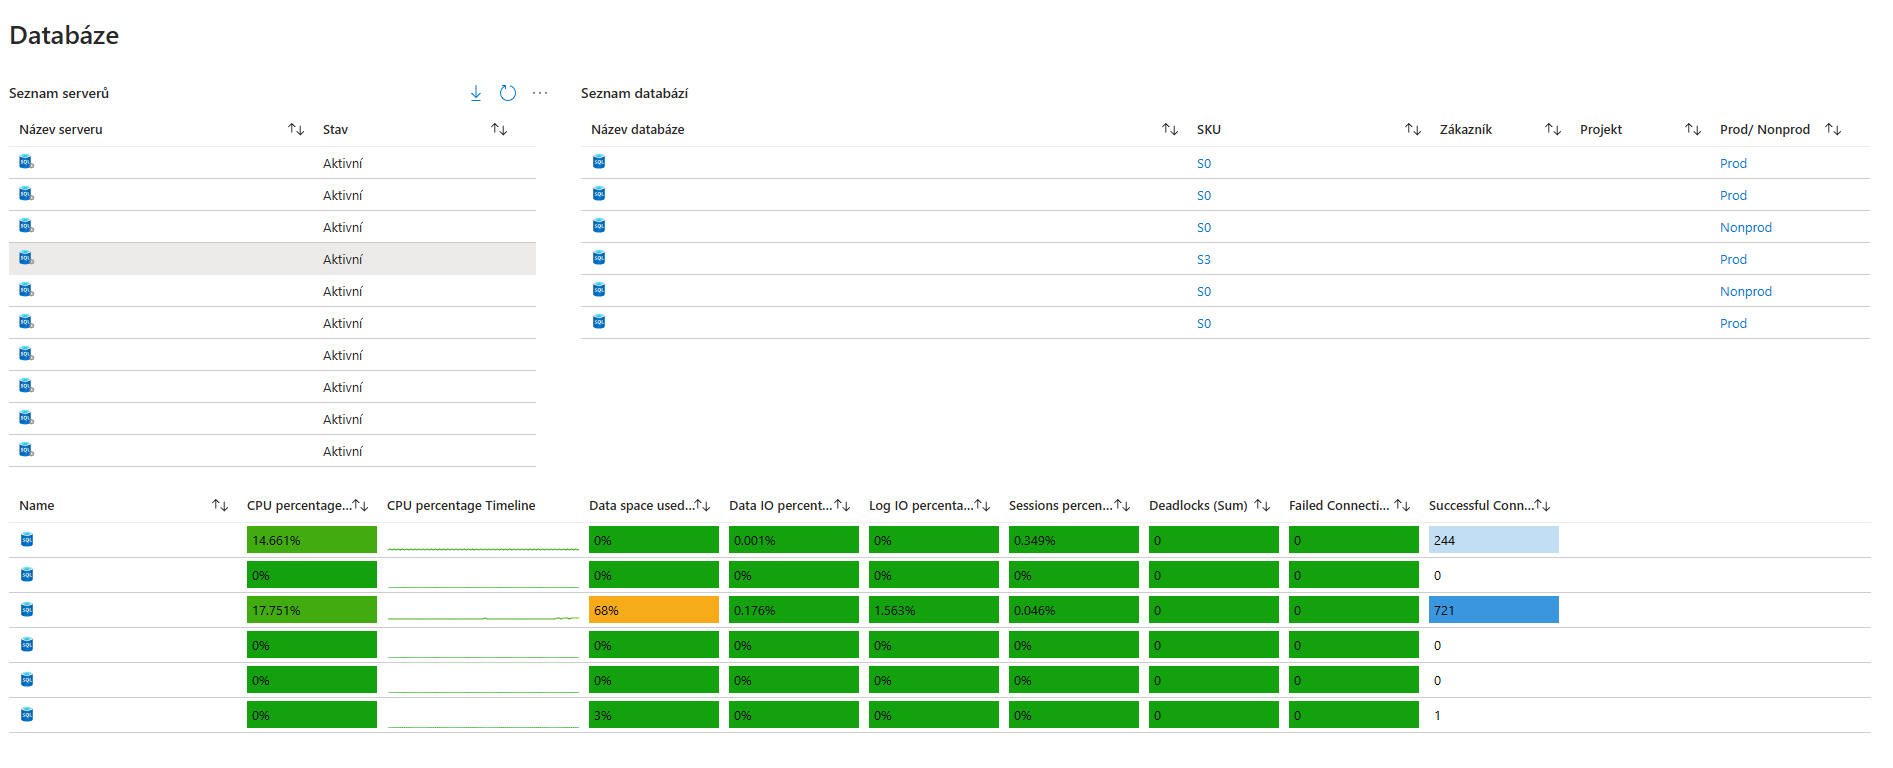 Databáze
Seznam serverů
Název serveru Stav
Aktivní
Aktivní
Aktivní
Aktivní
Aktivní
Aktivní
Aktivní
Aktivní
Aktivní
Aktivní
Seznam databází
Název databáze SKU Zákazník Projekt Prod/ Nonprod
S0 Prod
S0 Prod
S0 Nonprod
S3 Prod
S0 Nonprod
S0 Prod
Name CPU percentage... CPU percentage Timeline Data space used... Data IO percent... Log IO percenta... Sessions percen... Deadlocks (Sum) Failed Connecti... Successful Conn...
14.661% 0% 0.001% 0% 0.349% 0 0 244
0% 0% 0% 0% 0% 0 0 0
17.751% 68% 0.176% 1.563% 0.046% 0 0 721
0% 0% 0% 0% 0% 0 0 0
0% 0% 0% 0% 0% 0 0 0
0% 3% 0% 0% 0% 0 0 1